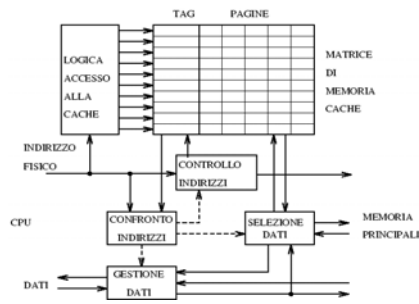 TAG PAGINE
LOGICA
ACCESSO
ALLA
CACHE
MATRICE
DI
MEMORIA
CACHE
INDIRIZZO
FISICO
CONTROLLO
INDIRIZZI
CPU
CONFRONTO
INDIRIZZI
SELEZIONE
DATI
MEMORIA
PRINCIPALI
DATI
GESTIONE
DATI